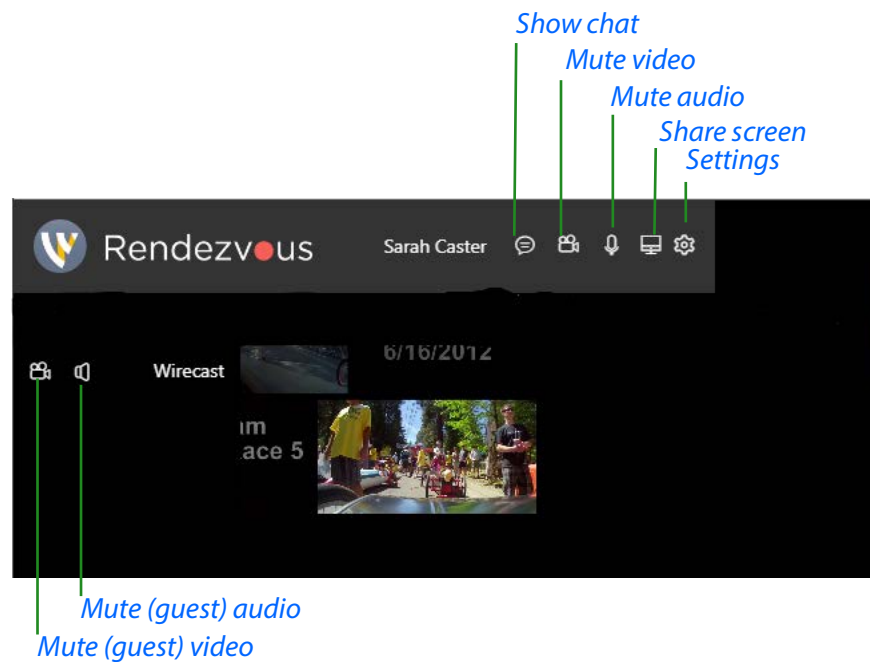 Show chat
Mute video
Mute audio
Share screen
Settings
Rendezvous
Sarah Caster
6/16/2012
Wirecast
am
ace 5
Mute (guest) audio
Mute (guest) video